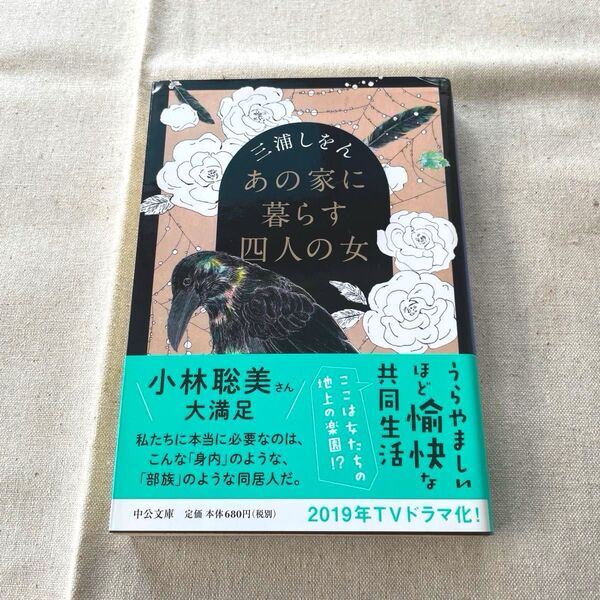 三浦しをん
あの家に
暮らす
四人の女
うらやましい
ほど愉快な
共同生活
ここは女たちの
地上の楽園!?
小林聡美さん
大満足
私たちに本当に必要なのは、
こんな「身内」のような、
「部族」のような同居人だ。
中公文庫 定価 本体680円(税別)
2019年TVドラマ化!